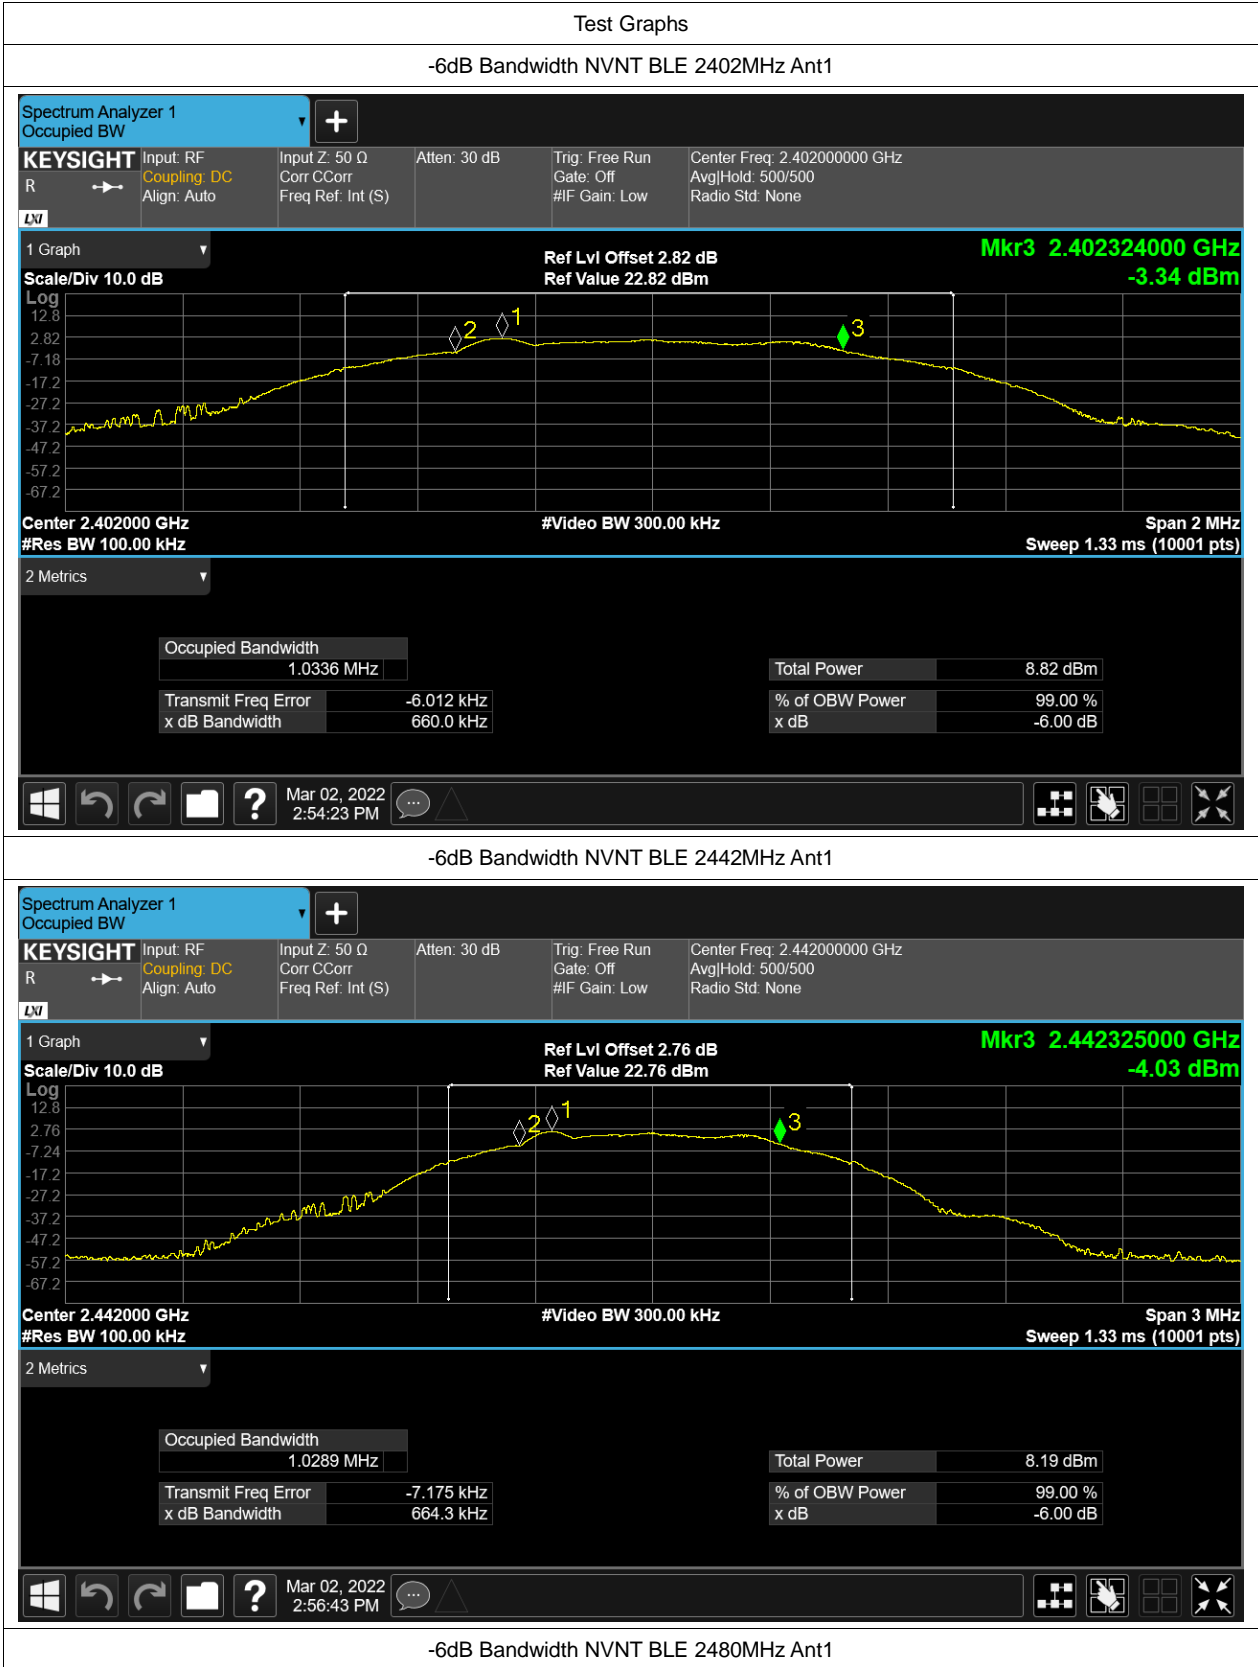 Test Graphs
-6dB Bandwidth NVNT BLE 2402MHz Ant1
Spectrum Analyzer 1
Occupied BW
KEYSIGHT
R
LXI
Input: RF
Coupling: DC
Align: Auto
Input Z: 50 Ω
Corr CCorr
Freq Ref: Int (S)
Atten: 30 dB
Trig: Free Run
Gate: Off
#IF Gain: Low
Center Freq: 2.402000000 GHz
Avg|Hold: 500/500
Radio Std: None
1 Graph
Scale/Div 10.0 dB
Ref Lvl Offset 2.82 dB
Ref Value 22.82 dBm
Mkr3 2.402324000 GHz
-3.34 dBm
Log
12.8
2.82
-7.18
-17.2
-27.2
-37.2
-47.2
-57.2
-67.2
2
1
3
Center 2.402000 GHz
#Res BW 100.00 kHz
#Video BW 300.00 kHz
Span 2 MHz
Sweep 1.33 ms (10001 pts)
2 Metrics
Occupied Bandwidth
1.0336 MHz
Transmit Freq Error -6.012 kHz
x dB Bandwidth 660.0 kHz
Total Power 8.82 dBm
% of OBW Power 99.00 %
x dB -6.00 dB
?
Mar 02, 2022
2:54:23 PM
-6dB Bandwidth NVNT BLE 2442MHz Ant1
Spectrum Analyzer 1
Occupied BW
KEYSIGHT
R
LXI
Input: RF
Coupling: DC
Align: Auto
Input Z: 50 Ω
Corr CCorr
Freq Ref: Int (S)
Atten: 30 dB
Trig: Free Run
Gate: Off
#IF Gain: Low
Center Freq: 2.442000000 GHz
Avg|Hold: 500/500
Radio Std: None
1 Graph
Scale/Div 10.0 dB
Ref Lvl Offset 2.76 dB
Ref Value 22.76 dBm
Mkr3 2.442325000 GHz
-4.03 dBm
Log
12.8
2.76
-7.24
-17.2
-27.2
-37.2
-47.2
-57.2
-67.2
2
1
3
Center 2.442000 GHz
#Res BW 100.00 kHz
#Video BW 300.00 kHz
Span 3 MHz
Sweep 1.33 ms (10001 pts)
2 Metrics
Occupied Bandwidth
1.0289 MHz
Transmit Freq Error -7.175 kHz
x dB Bandwidth 664.3 kHz
Total Power 8.19 dBm
% of OBW Power 99.00 %
x dB -6.00 dB
?
Mar 02, 2022
2:56:43 PM
-6dB Bandwidth NVNT BLE 2480MHz Ant1